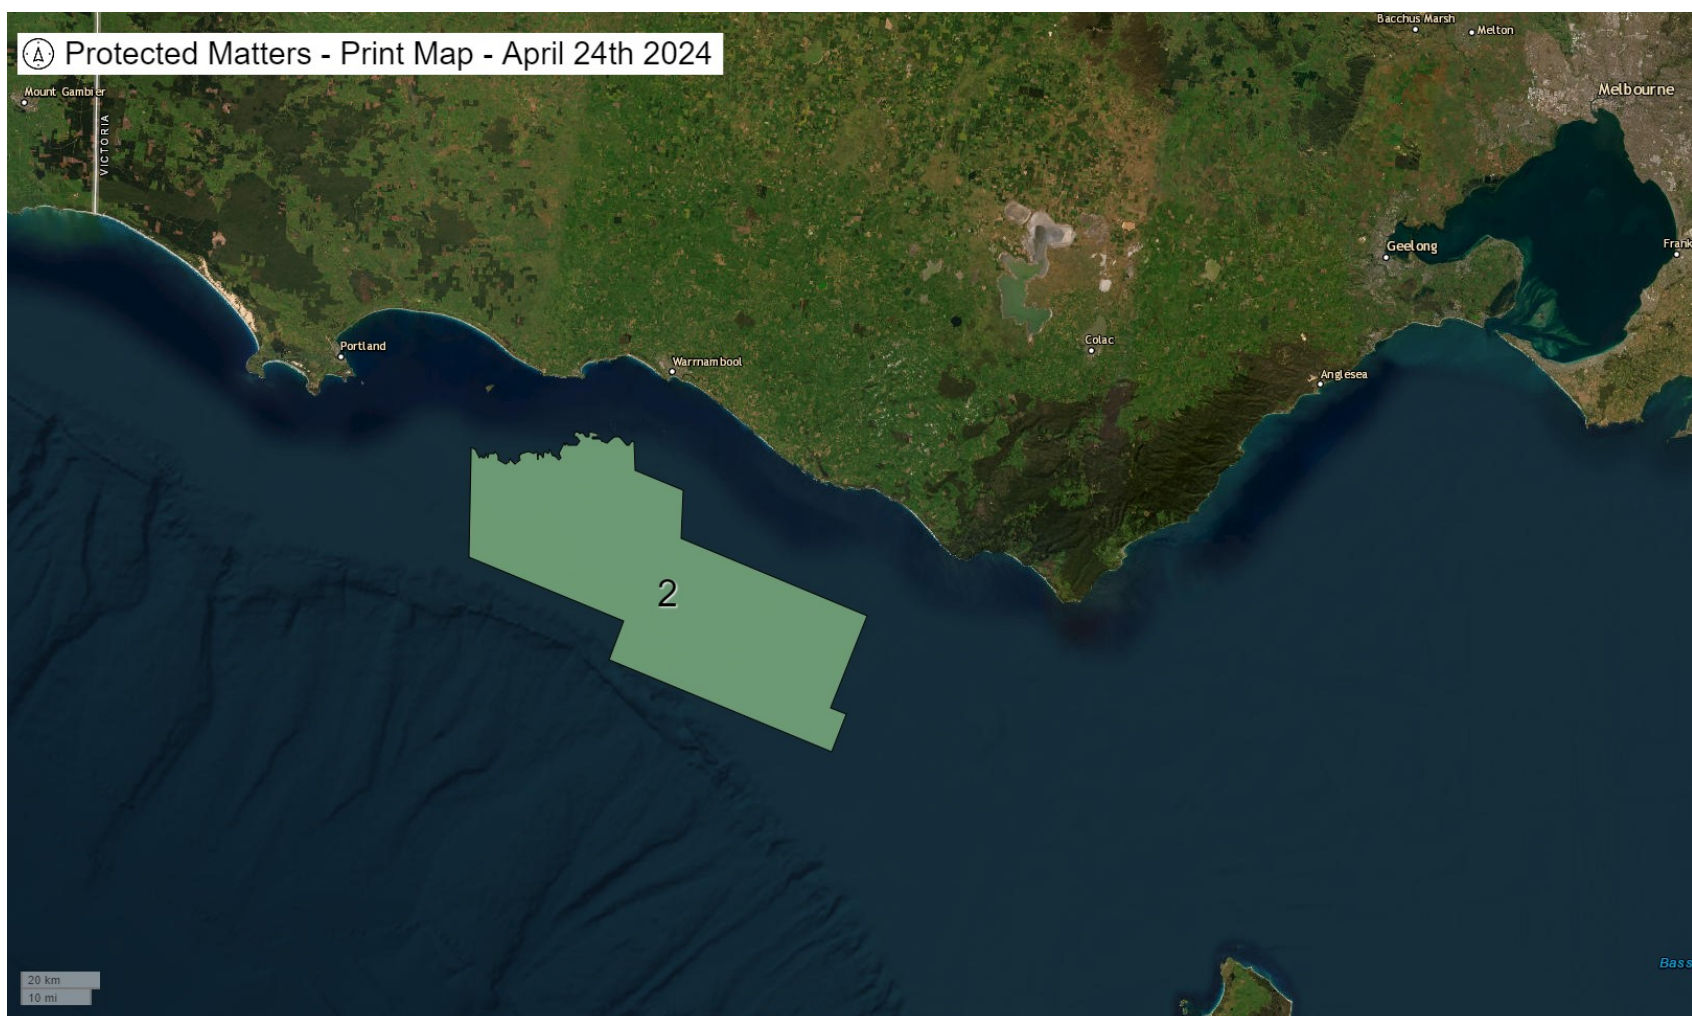 Protected Matters - Print Map - April 24th 2024
Bacchus Marsh
Melton
Mount Gambier
Melbourne
VICTORIA
Geelong
Frank
Portland
Colac
Warrnambool
Anglesea
2
Bass
20 km
10 mi